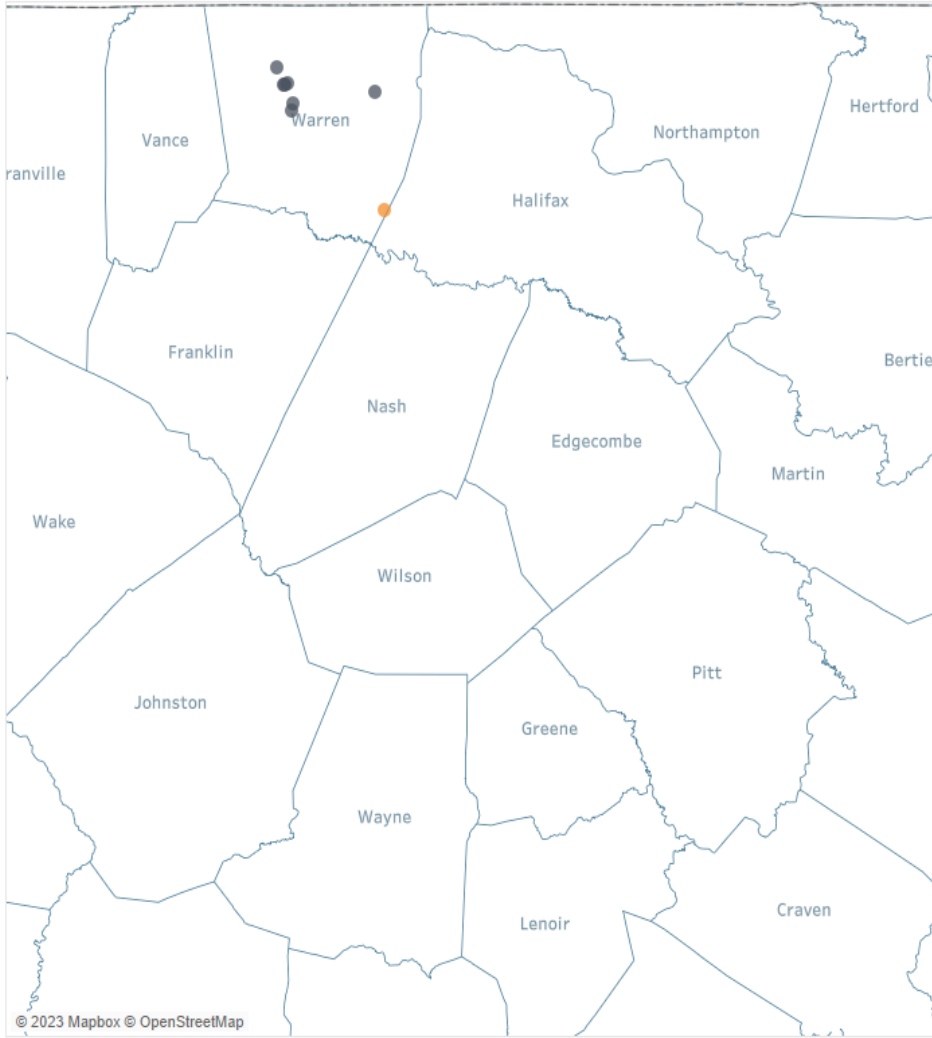 Hertford
Warren
Northampton
Vance
ranville
Halifax
Franklin
Bertie
Nash
Edgecombe
Martin
Wake
Wilson
Pitt
Johnston
Greene
Wayne
Craven
Lenoir
© 2023 Mapbox © OpenStreetMap